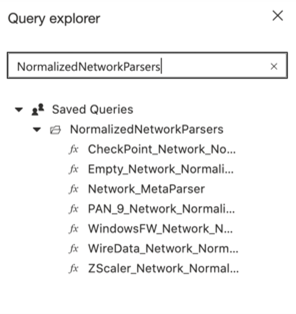 Query explorer
NormalizedNetworkParsers
Saved Queries
NormalizedNetworkParsers
fx CheckPoint_Network_No...
fx Empty_Network_Normali...
fx Network_MetaParser
fx PAN_9_Network_Normali...
fx WindowsFW_Network_N...
fx WireData_Network_Norm...
fx ZScaler_Network_Normal...